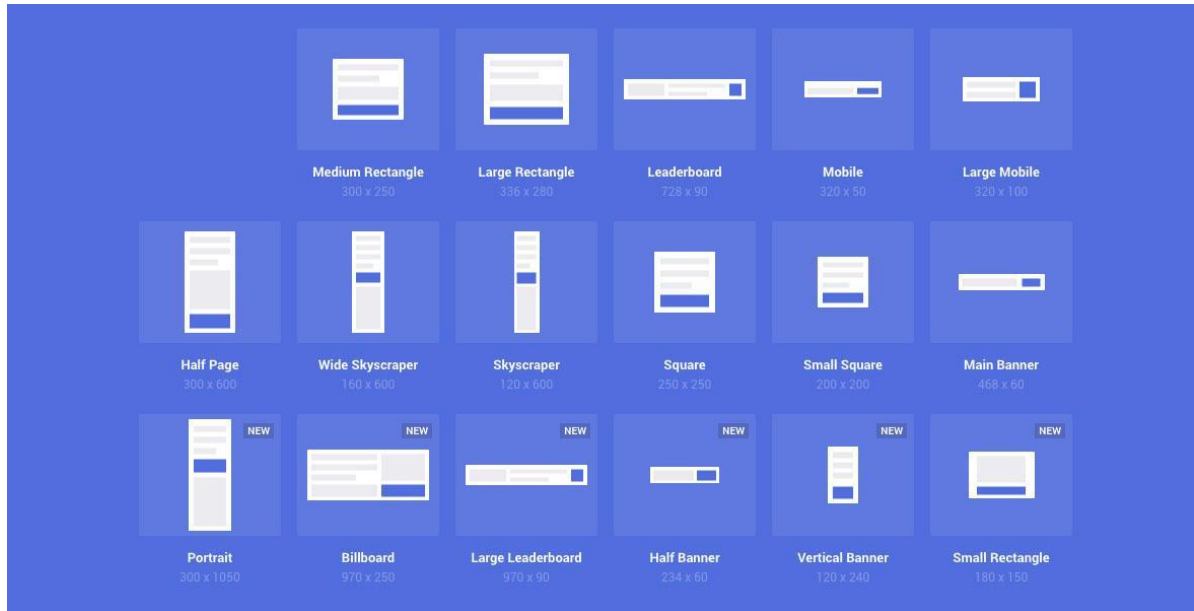 Medium Rectangle
300 x 250
Large Rectangle
336 x 280
Leaderboard
728 x 90
Mobile
320 x 50
Large Mobile
320 x 100
Half Page
300 x 600
Wide Skyscraper
160 x 600
Skyscraper
120 x 600
Square
250 x 250
Small Square
200 x 200
Main Banner
468 x 60
NEW
Portrait
300 x 1050
NEW
Billboard
970 x 250
NEW
Large Leaderboard
970 x 90
NEW
Half Banner
234 x 60
NEW
Vertical Banner
120 x 240
NEW
Small Rectangle
180 x 150